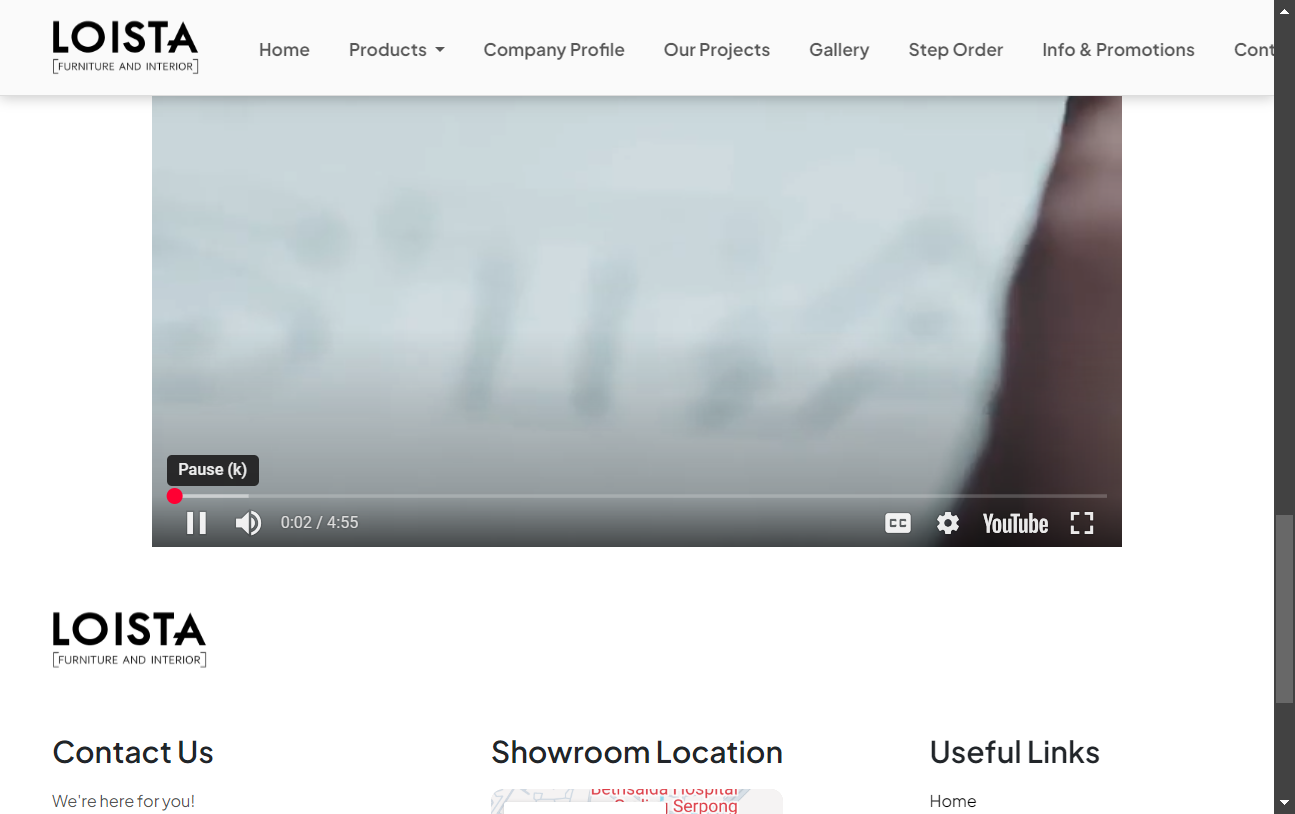 LOISTA
[FURNITURE AND INTERIOR]
Home
Products
Company Profile
Our Projects
Gallery
Step Order
Info & Promotions
Cont
Pause (k)
0:02 / 4:55
CC
YouTube
LOISTA
[FURNITURE AND INTERIOR]
Contact Us
We're here for you!
Showroom Location
Bethsaida Hospital
Serpong
Useful Links
Home